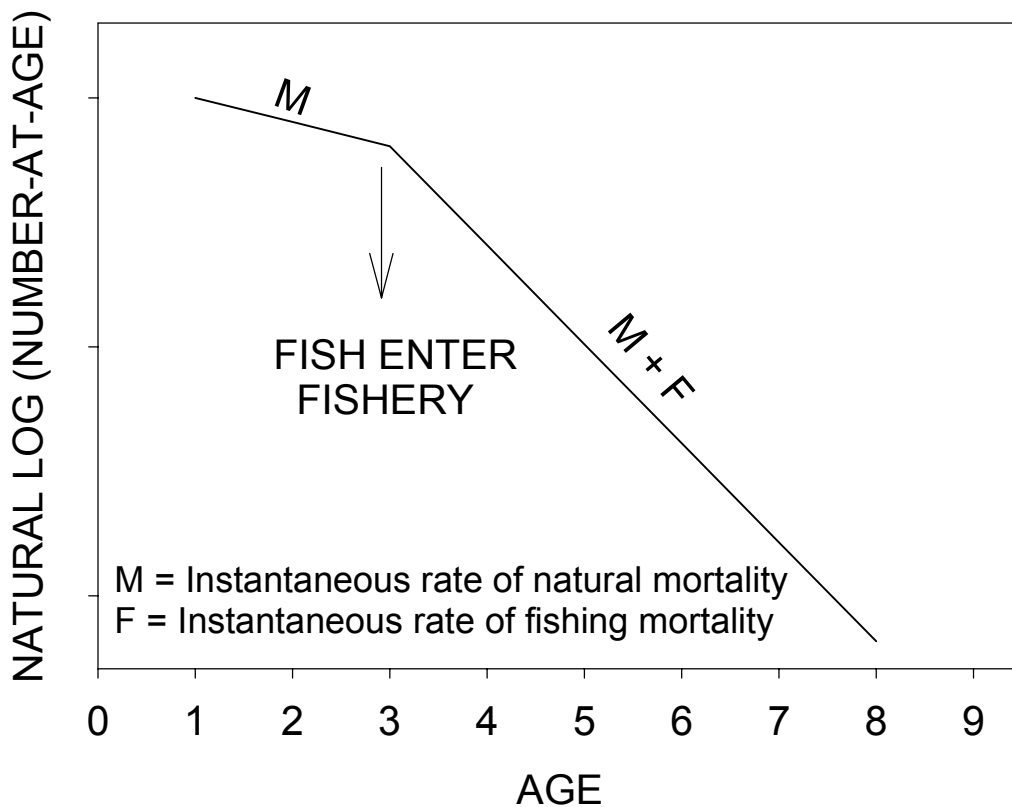 NATURAL LOG (NUMBER-AT-AGE)
M
FISH ENTER
FISHERY
M + F
M = Instantaneous rate of natural mortality
F = Instantaneous rate of fishing mortality
0 1 2 3 4 5 6 7 8 9
AGE